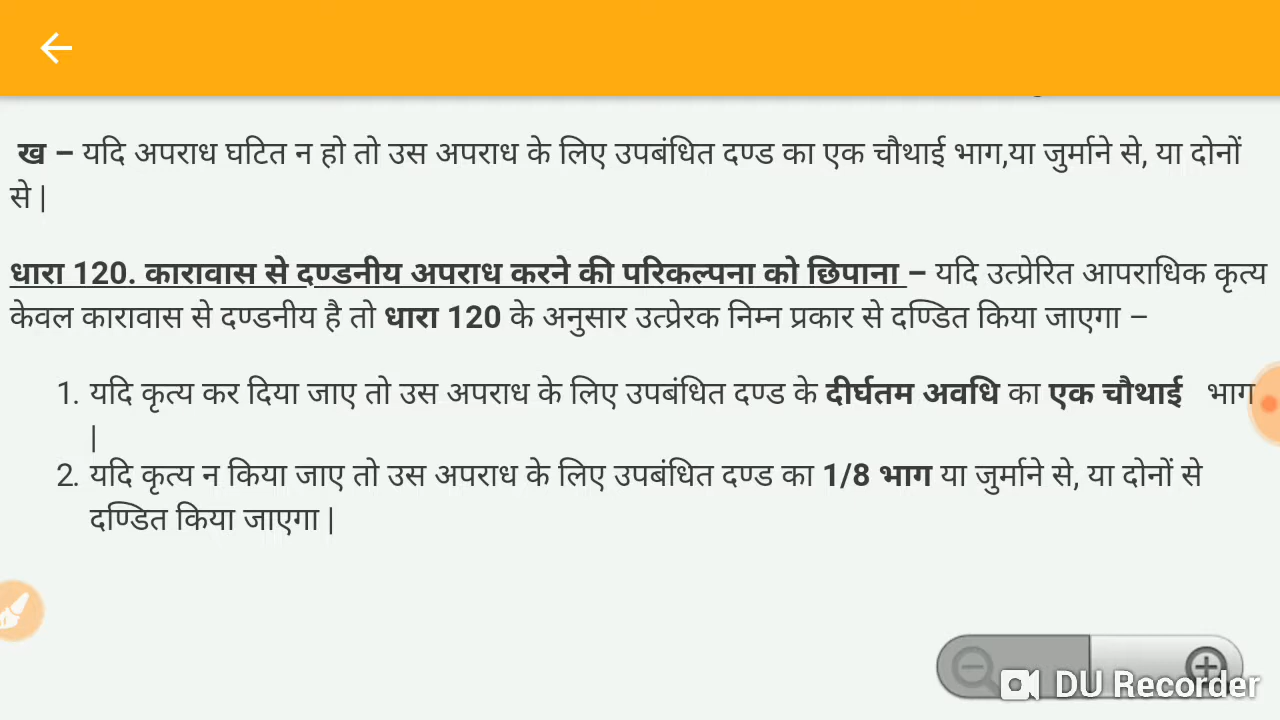 ख – यदि अपराध घटित न हो तो उस अपराध के लिए उपबंधित दण्ड का एक चौथाई भाग,या जुर्माने से, या दोनों
से |
धारा 120. कारावास से दण्डनीय अपराध करने की परिकल्पना को छिपाना – यदि उत्प्रेरित आपराधिक कृत्य
केवल कारावास से दण्डनीय है तो धारा 120 के अनुसार उत्प्रेरक निम्न प्रकार से दण्डित किया जाएगा –
1. यदि कृत्य कर दिया जाए तो उस अपराध के लिए उपबंधित दण्ड के दीर्घतम अवधि का एक चौथाई भाग
|
2. यदि कृत्य न किया जाए तो उस अपराध के लिए उपबंधित दण्ड का 1/8 भाग या जुर्माने से, या दोनों से
दण्डित किया जाएगा |
DU Recorder